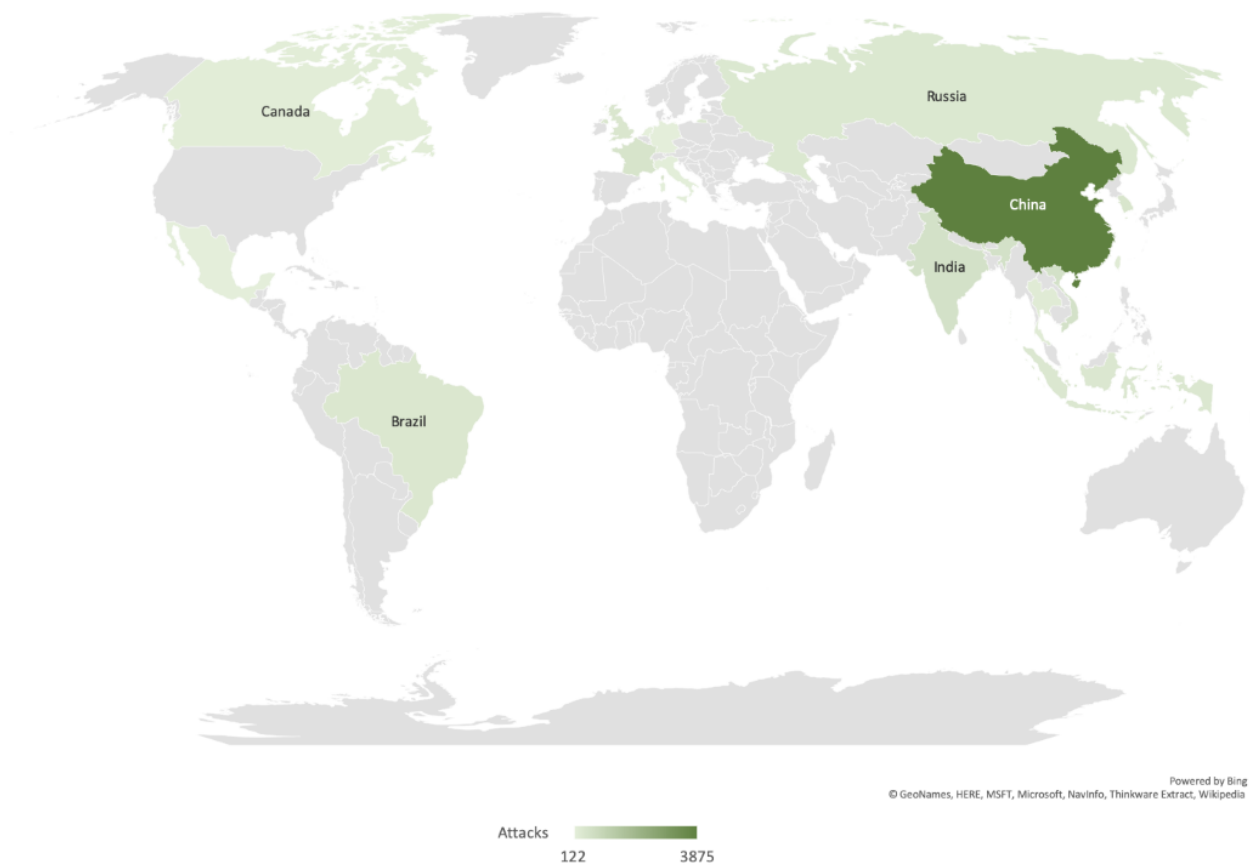 Canada
Russia
China
India
Brazil
Powered by Bing
© GeoNames, HERE, MSFT, Microsoft, NavInfo, Thinkware Extract, Wikipedia
Attacks
122
3875